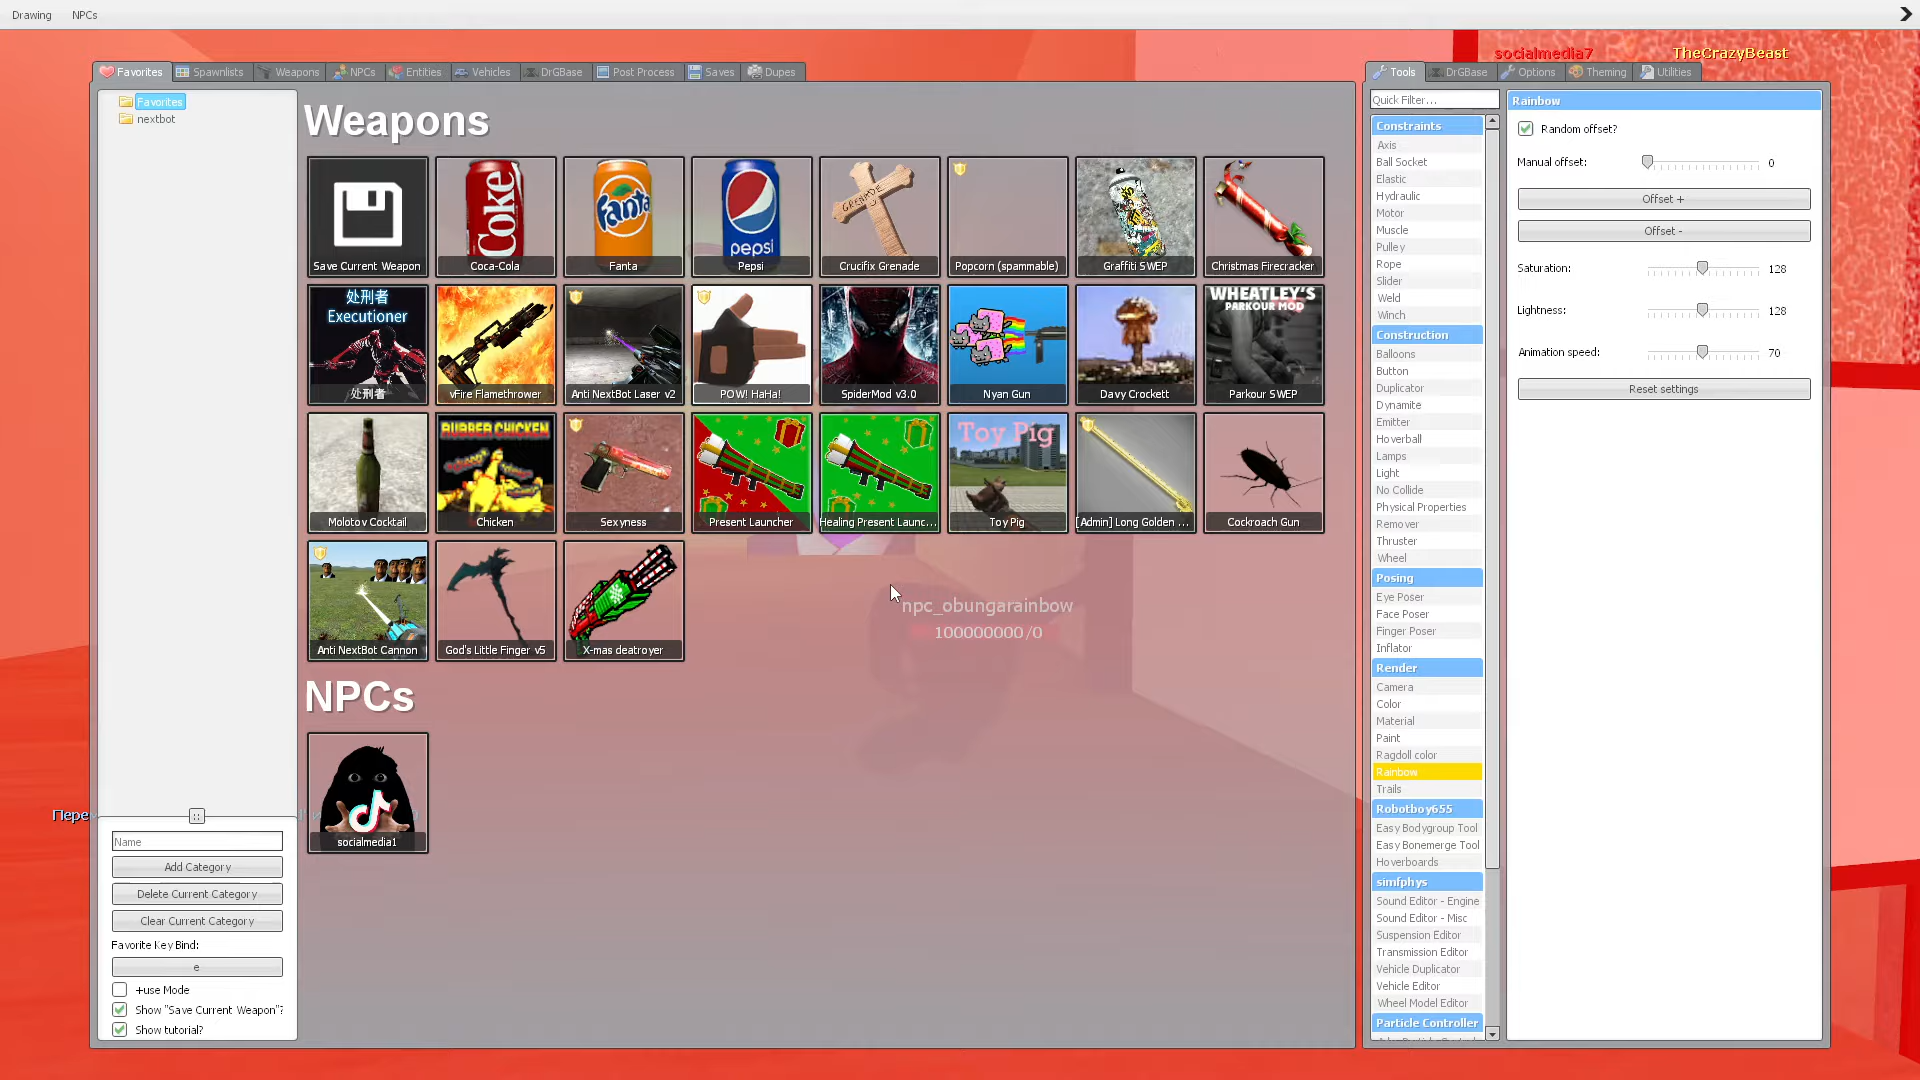 Drawing NPCs
socialmedia7 TheCrazyBeast
Favorites Spawnlists Weapons NPCs Entities Vehicles DrGBase Post Process Saves Dupes
Favorites
nextbot
Weapons
Save Current Weapon
Coke
Coca-Cola
Fanta
Fanta
pepsi
Pepsi
GRENADE
Crucifix Grenade
Popcorn (spammable)
Graffiti SWEP
Christmas Firecracker
处刑者
Executioner
处刑者
vFire Flamethrower
Anti NextBot Laser v2
POW! HaHa!
SpiderMod v3.0
Nyan Gun
Davy Crockett
WHEATLEY'S
PARKOUR MOD
Parkour SWEP
Molotov Cocktail
RUBBER CHICKEN
Chicken
Sexyness
Present Launcher
Healing Present Launc...
Toy Pig
Toy Pig
[Admin] Long Golden ...
Cockroach Gun
Anti NextBot Cannon
God's Little Finger v5
X-mas deatroyer
npc_obungarainbow
100000000/0
NPCs
socialmedia1
Пере
Name
Add Category
Delete Current Category
Clear Current Category
Favorite Key Bind:
e
+use Mode
Show "Save Current Weapon"?
Show tutorial?
Tools DrGBase Options Theming Utilities
Quick Filter...
Constraints
Axis
Ball Socket
Elastic
Hydraulic
Motor
Muscle
Pulley
Rope
Slider
Weld
Winch
Construction
Balloons
Button
Duplicator
Dynamite
Emitter
Hoverball
Lamps
Light
No Collide
Physical Properties
Remover
Thruster
Wheel
Posing
Eye Poser
Face Poser
Finger Poser
Inflator
Render
Camera
Color
Material
Paint
Ragdoll color
Rainbow
Trails
Robotboy655
Easy Bodygroup Tool
Easy Bonemerge Tool
Hoverboards
simfphys
Sound Editor - Engine
Sound Editor - Misc
Suspension Editor
Transmission Editor
Vehicle Duplicator
Vehicle Editor
Wheel Model Editor
Particle Controller
Rainbow
Random offset?
Manual offset: 0
Offset +
Offset -
Saturation: 128
Lightness: 128
Animation speed: 70
Reset settings